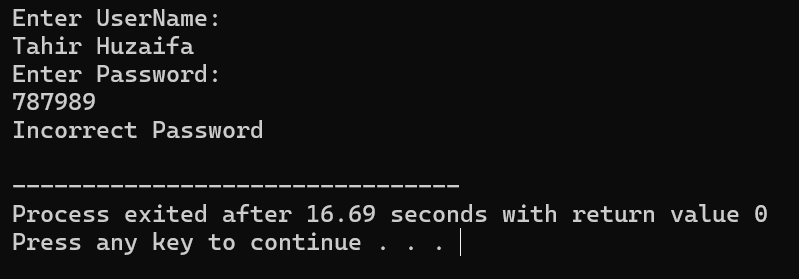 Enter UserName:
Tahir Huzaifa
Enter Password:
787989
Incorrect Password
--------------------------------
Process exited after 16.69 seconds with return value 0
Press any key to continue . . .